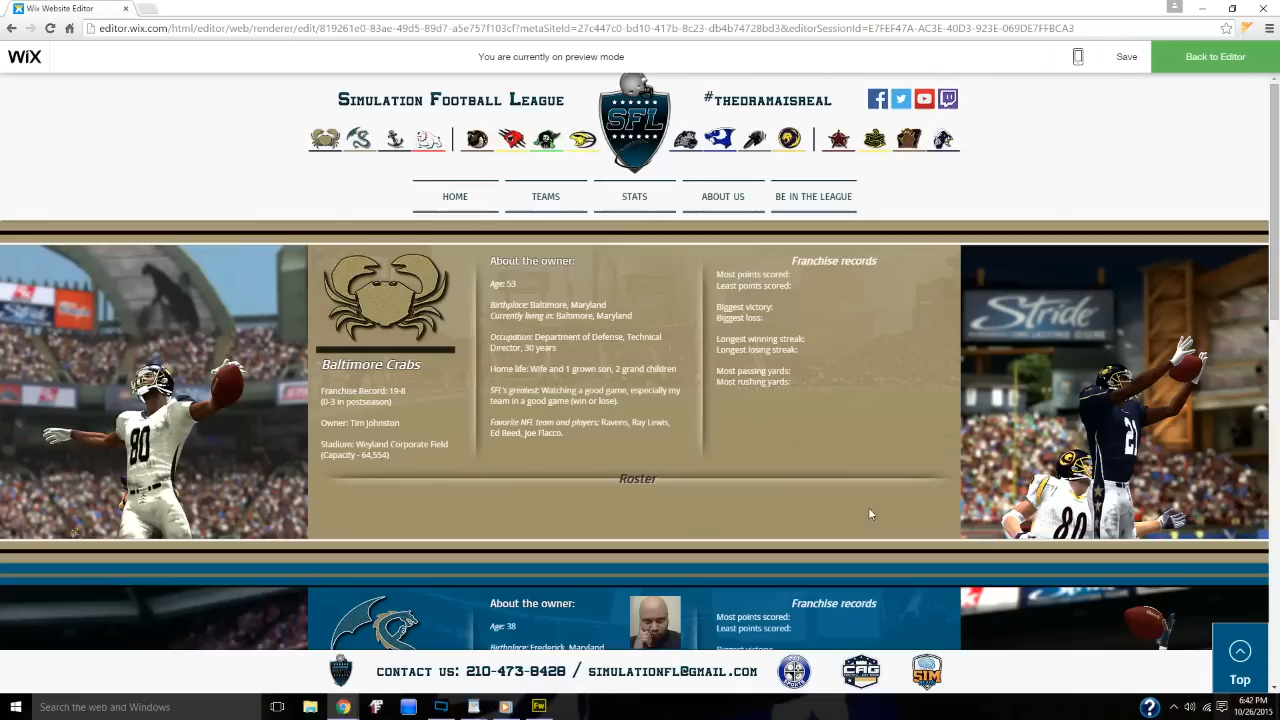 Wix Website Editor
editor.wix.com/html/editor/web/renderer/edit/819261e0-83ae-49d5-89d7-a5e757f103cf?metaSiteId=27c447c0-bd10-417b-8c23-db4b74728bd3&editorSessionId=E7FEF47A-AC3E-40D3-923E-069DE7FFBCA3
WiX
You are currently on preview mode
Save
Back to Editor
Simulation Football League
SFL
#thedramaisreal
HOME
TEAMS
STATS
ABOUT US
BE IN THE LEAGUE
Baltimore Crabs
Franchise Record: 19-8
(0-3 in postseason)
Owner: Tim Johnston
Stadium: Weyland Corporate Field
(Capacity - 64,554)
About the owner:
Age: 53
Birthplace: Baltimore, Maryland
Currently living in: Baltimore, Maryland
Occupation: Department of Defense, Technical
Director, 30 years
Home life: Wife and 1 grown son, 2 grand children
SFL's greatest: Watching a good game, especially my
team in a good game (win or lose).
Favorite NFL team and players: Ravens, Ray Lewis,
Ed Reed, Joe Flacco.
Franchise records
Most points scored:
Least points scored:
Biggest victory:
Biggest loss:
Longest winning streak:
Longest losing streak:
Most passing yards:
Most rushing yards:
Roster
80
Stride
21
80
About the owner:
Age: 38
Birthplace: Frederick, Maryland
Franchise records
Most points scored:
Least points scored:
Contact us: 210-473-8428 / simulationfl@gmail.com
CAG
SIM
Top
Search the web and Windows
Fw
6:42 PM
10/26/2015